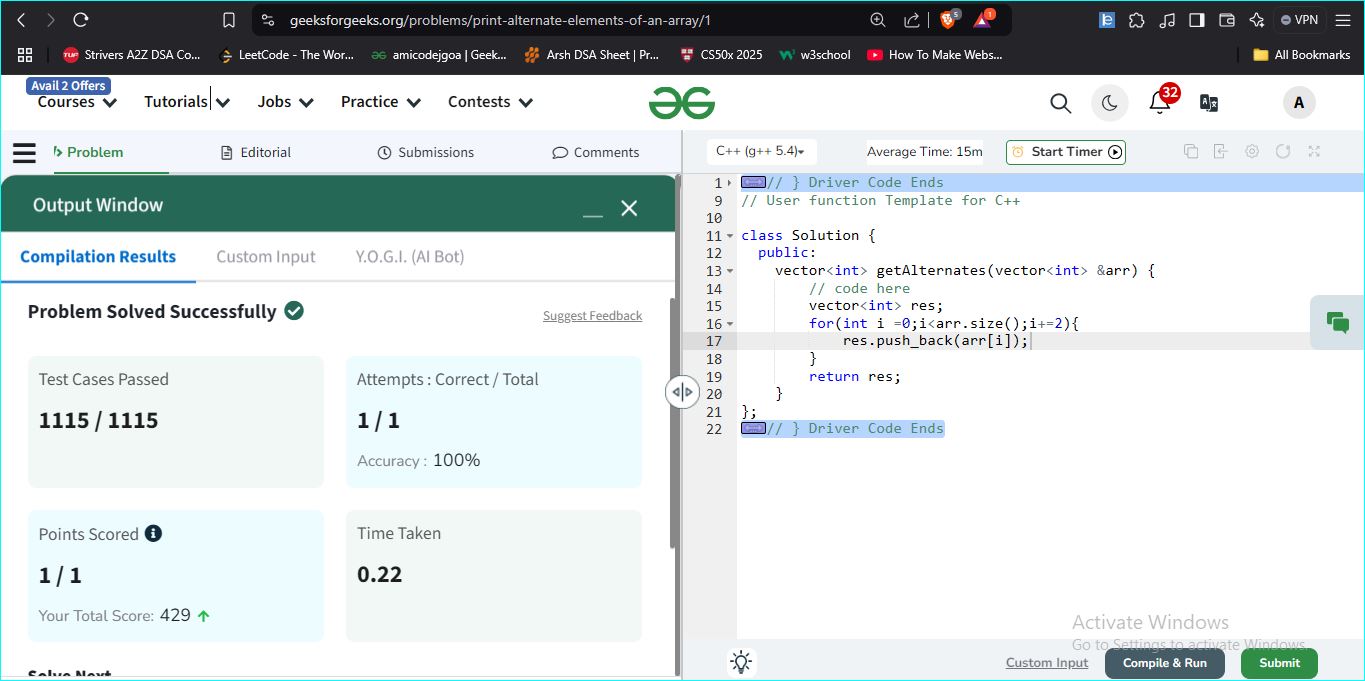 geeksforgeeks.org/problems/print-alternate-elements-of-an-array/1
5
1
VPN
Strivers A2Z DSA Co...
LeetCode - The Wor...
amicodejgoa | Geek...
Arsh DSA Sheet | Pr...
CS50x 2025
w3school
How To Make Webs...
All Bookmarks
Avail 2 Offers
Courses
Tutorials
Jobs
Practice
Contests
32
A
Problem
Editorial
Submissions
Comments
C++ (g++ 5.4)
Average Time: 15m
Start Timer
Output Window
Compilation Results
Custom Input
Y.O.G.I. (AI Bot)
Problem Solved Successfully
Suggest Feedback
Test Cases Passed
1115 / 1115
Attempts : Correct / Total
1 / 1
Accuracy : 100%
Points Scored
1 / 1
Your Total Score: 429
Time Taken
0.22
Solve Next
1 // } Driver Code Ends
9 // User function Template for C++
10
11 class Solution {
12 public:
13 vector<int> getAlternates(vector<int> &arr) {
14 // code here
15 vector<int> res;
16 for(int i =0;i<arr.size();i+=2){
17 res.push_back(arr[i]);
18 }
19 return res;
20 }
21 };
22 // } Driver Code Ends
Activate Windows
Go to Settings to activate Windows.
Custom Input
Compile & Run
Submit